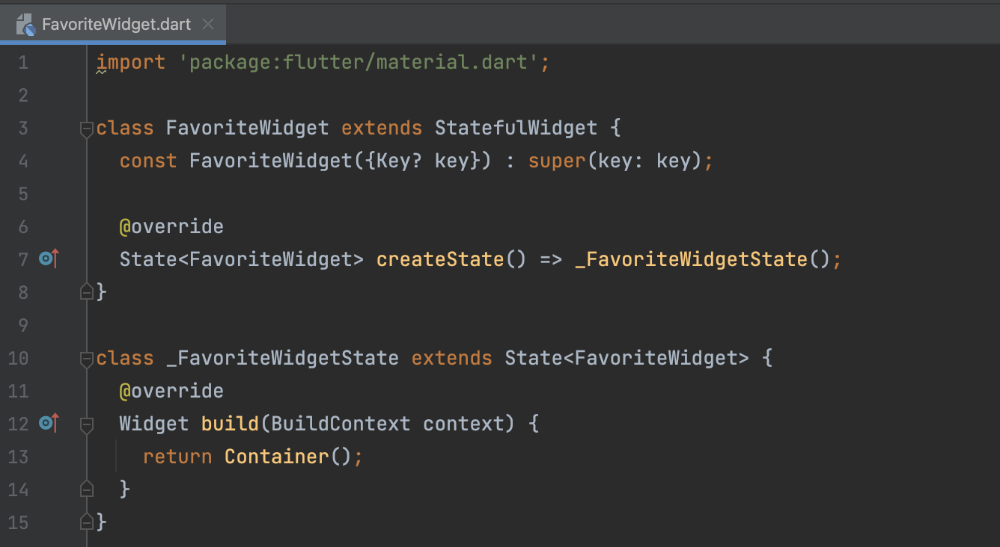 FavoriteWidget.dart
1 import 'package:flutter/material.dart';
2
3 class FavoriteWidget extends StatefulWidget {
4 const FavoriteWidget({Key? key}) : super(key: key);
5
6 @override
7 State<FavoriteWidget> createState() => _FavoriteWidgetState();
8 }
9
10 class _FavoriteWidgetState extends State<FavoriteWidget> {
11 @override
12 Widget build(BuildContext context) {
13 return Container();
14 }
15 }